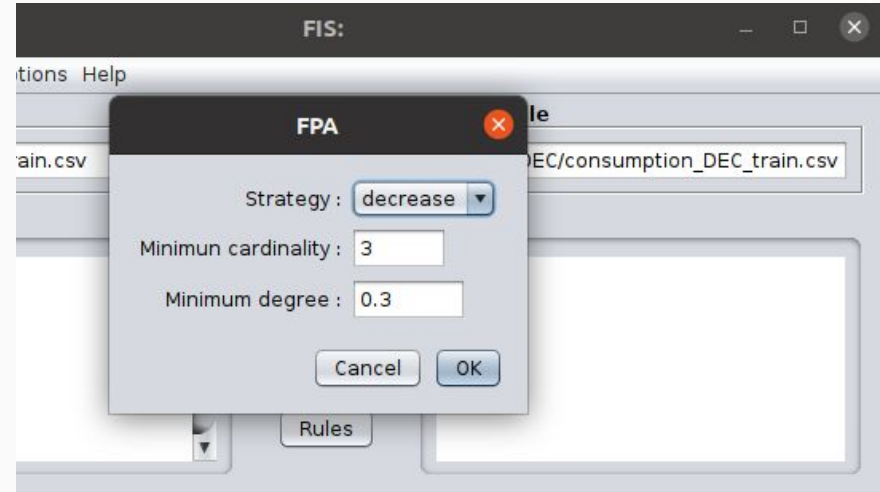 FIS:
tions Help
FPA
le
ain.csv
DEC/consumption_DEC_train.csv
Strategy : decrease
Minimun cardinality : 3
Minimum degree : 0.3
Cancel OK
Rules